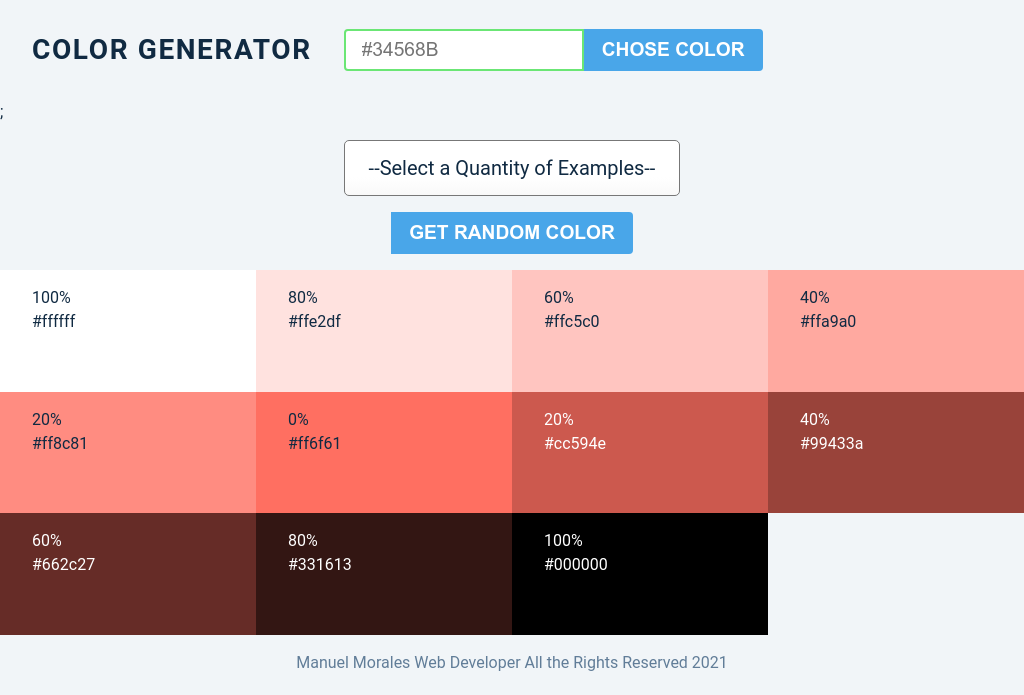 COLOR GENERATOR
#34568B
CHOSE COLOR
;
--Select a Quantity of Examples--
GET RANDOM COLOR
100%
#ffffff
80%
#ffe2df
60%
#ffc5c0
40%
#ffa9a0
20%
#ff8c81
0%
#ff6f61
20%
#cc594e
40%
#99433a
60%
#662c27
80%
#331613
100%
#000000
Manuel Morales Web Developer All the Rights Reserved 2021